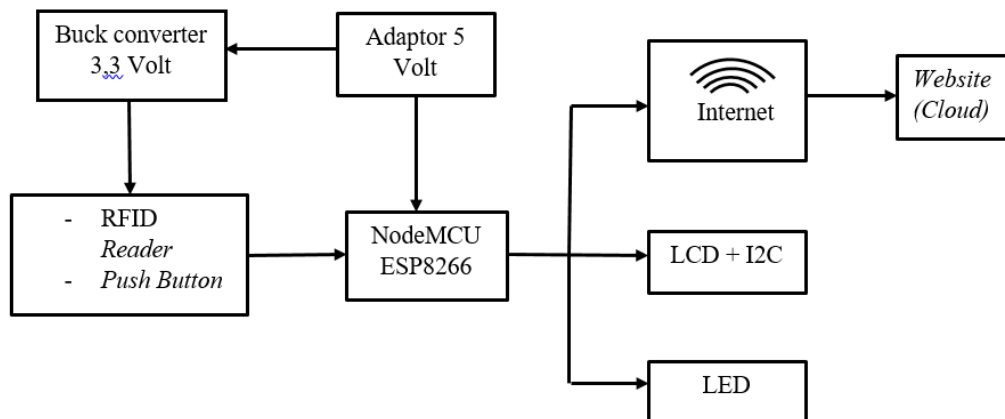 Buck converter
3,3 Volt
Adaptor 5
Volt
Internet
Website
(Cloud)
- RFID
Reader
- Push Button
NodeMCU
ESP8266
LCD + I2C
LED